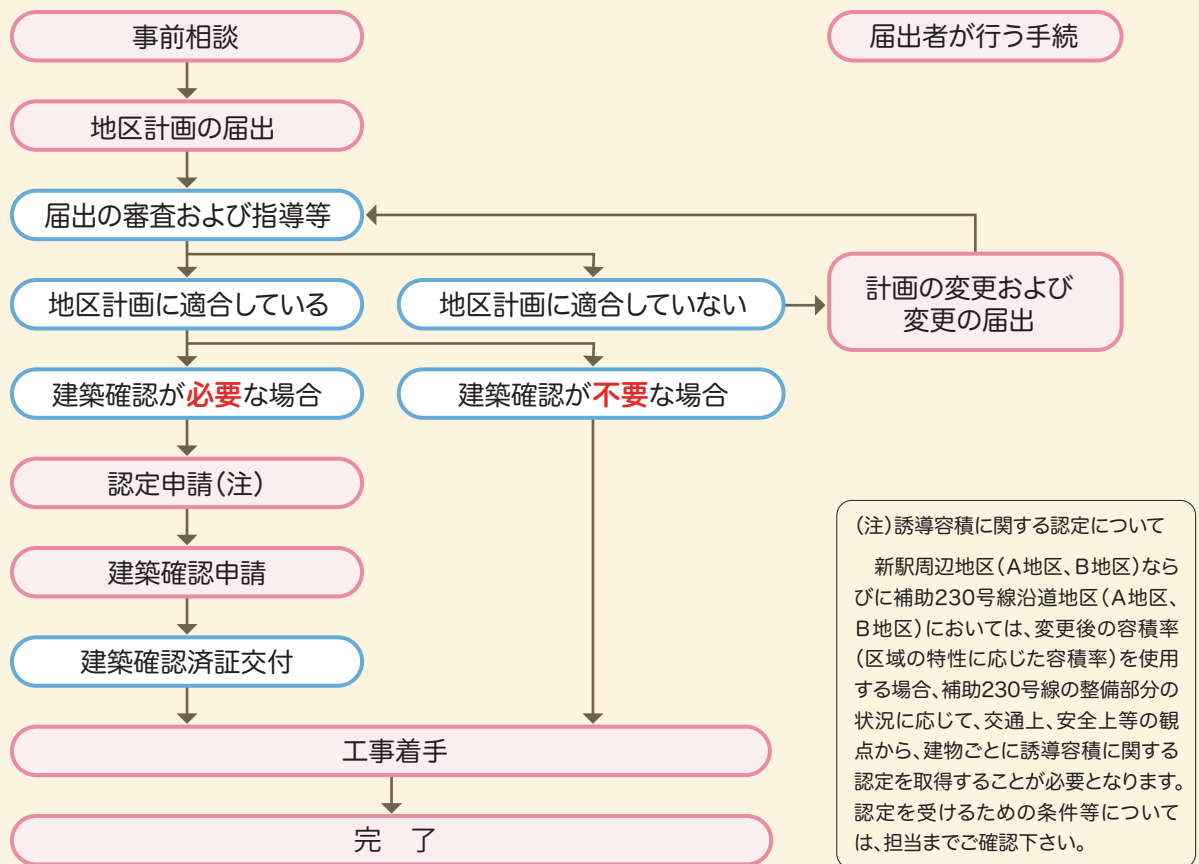 事前相談
届出者が行う手続
地区計画の届出
届出の審査および指導等
地区計画に適合している
地区計画に適合していない
計画の変更および
変更の届出
建築確認が必要な場合
建築確認が不要な場合
認定申請(注)
建築確認申請
建築確認済証交付
工事着手
完　了
(注)誘導容積に関する認定について
　新駅周辺地区(A地区、B地区)なら
びに補助230号線沿道地区(A地区、
B地区)においては、変更後の容積率
(区域の特性に応じた容積率)を使用
する場合、補助230号線の整備部分の
状況に応じて、交通上、安全上等の観
点から、建物ごとに誘導容積に関する
認定を取得することが必要となります。
認定を受けるための条件等について
は、担当までご確認下さい。